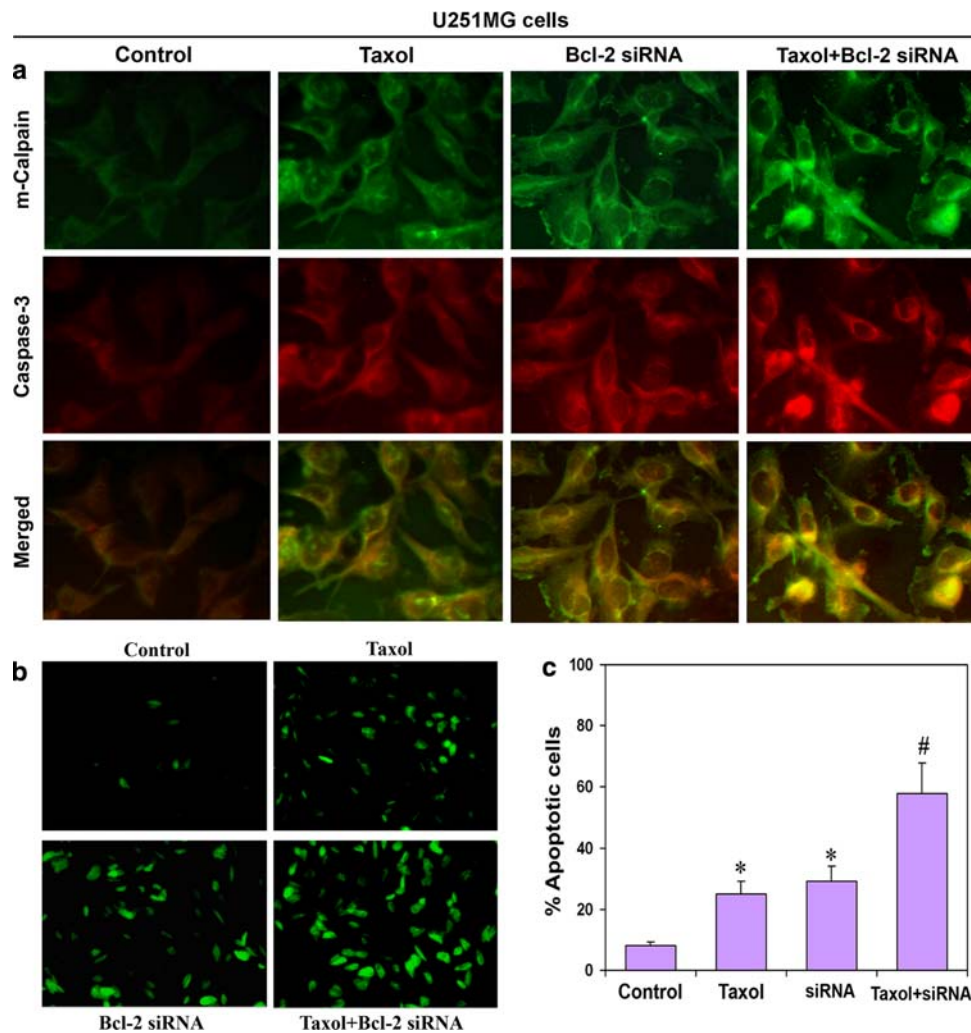 U251MG cells
Control Taxol Bcl-2 siRNA Taxol+Bcl-2 siRNA
a
m-Calpain
Caspase-3
Merged
b
Control Taxol
Bcl-2 siRNA Taxol+Bcl-2 siRNA
c
% Apoptotic cells
100
80
60
40
20
0
*
*
#
Control Taxol siRNA Taxol+siRNA